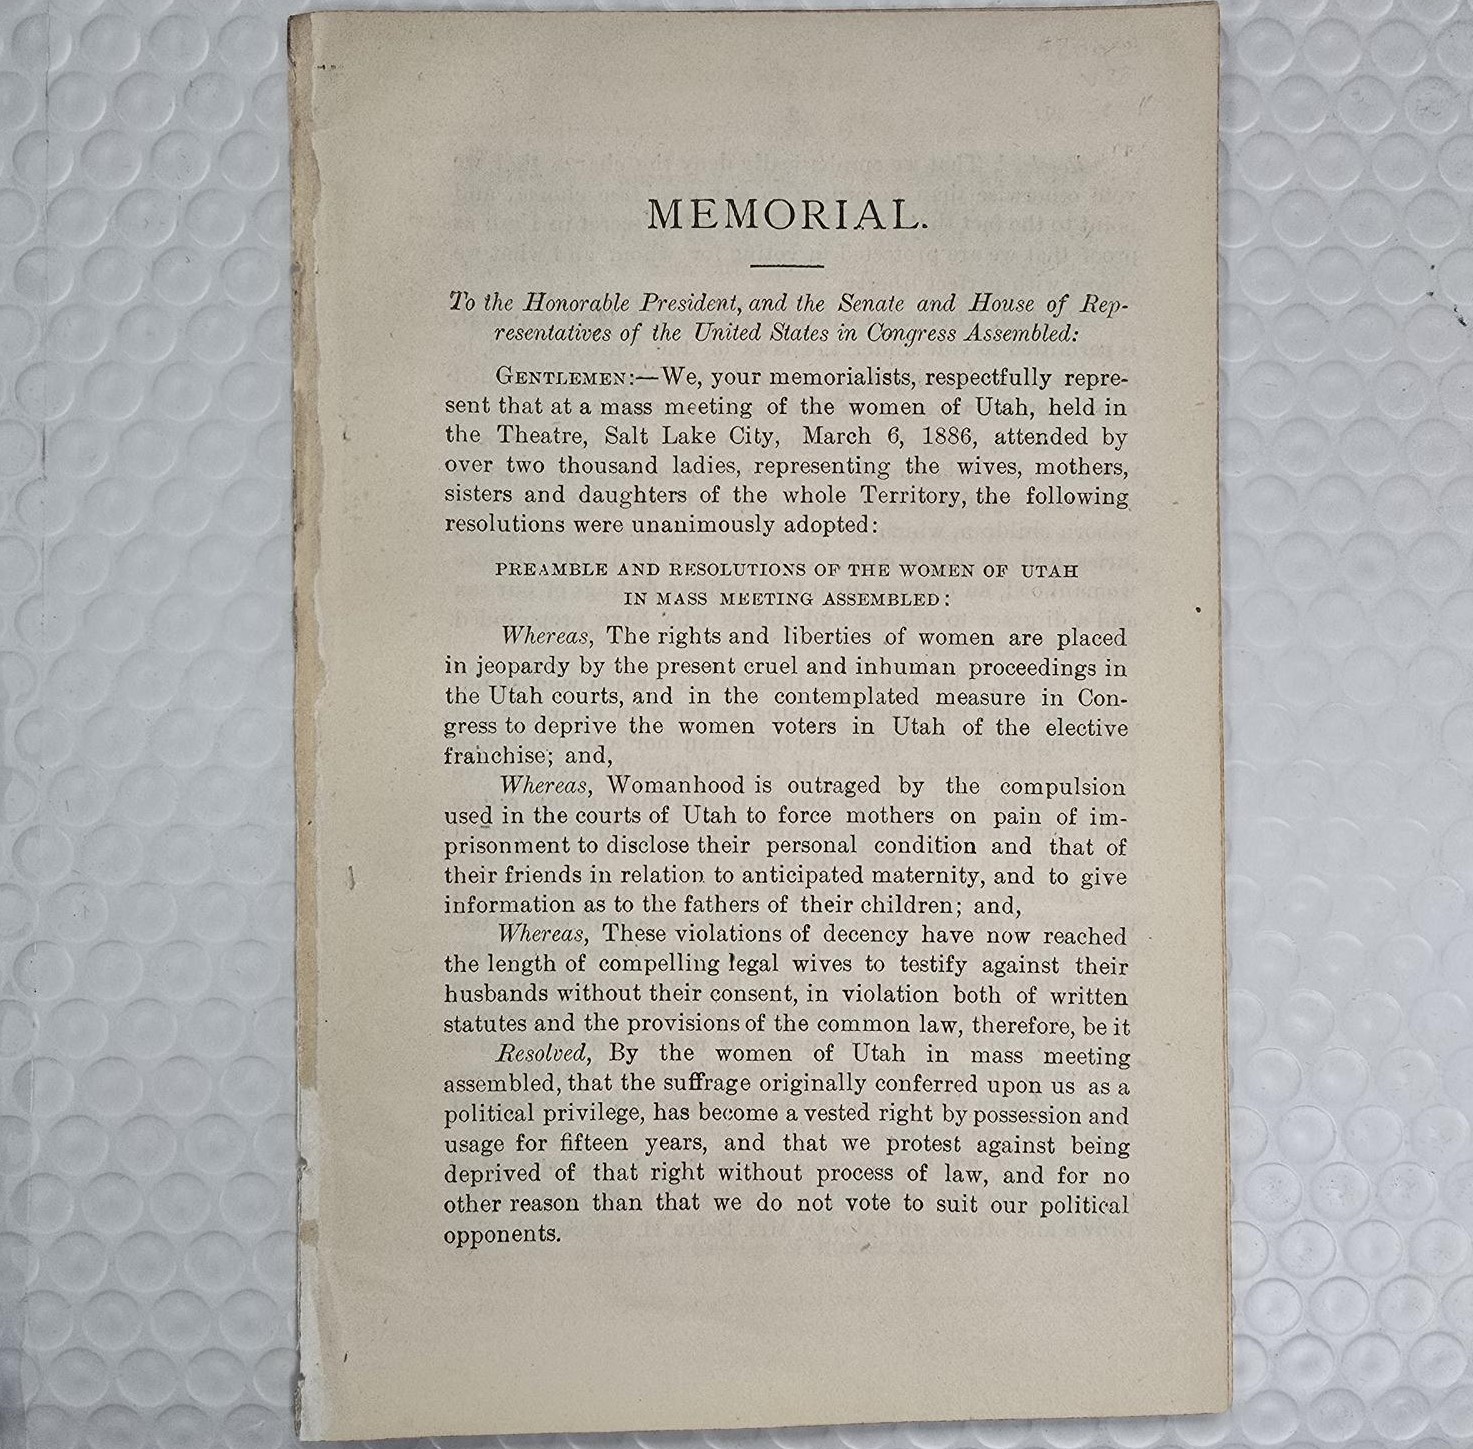 MEMORIAL.
To the Honorable President, and the Senate and House of Rep-
resentatives of the United States in Congress Assembled:
GENTLEMEN:—We, your memorialists, respectfully repre-
sent that at a mass meeting of the women of Utah, held in
the Theatre, Salt Lake City, March 6, 1886, attended by
over two thousand ladies, representing the wives, mothers,
sisters and daughters of the whole Territory, the following
resolutions were unanimously adopted:
PREAMBLE AND RESOLUTIONS OF THE WOMEN OF UTAH
IN MASS MEETING ASSEMBLED:
Whereas, The rights and liberties of women are placed
in jeopardy by the present cruel and inhuman proceedings in
the Utah courts, and in the contemplated measure in Con-
gress to deprive the women voters in Utah of the elective
franchise; and,
Whereas, Womanhood is outraged by the compulsion
used in the courts of Utah to force mothers on pain of im-
prisonment to disclose their personal condition and that of
their friends in relation to anticipated maternity, and to give
information as to the fathers of their children; and,
Whereas, These violations of decency have now reached
the length of compelling legal wives to testify against their
husbands without their consent, in violation both of written
statutes and the provisions of the common law, therefore, be it
Resolved, By the women of Utah in mass meeting
assembled, that the suffrage originally conferred upon us as a
political privilege, has become a vested right by possession and
usage for fifteen years, and that we protest against being
deprived of that right without process of law, and for no
other reason than that we do not vote to suit our political
opponents.